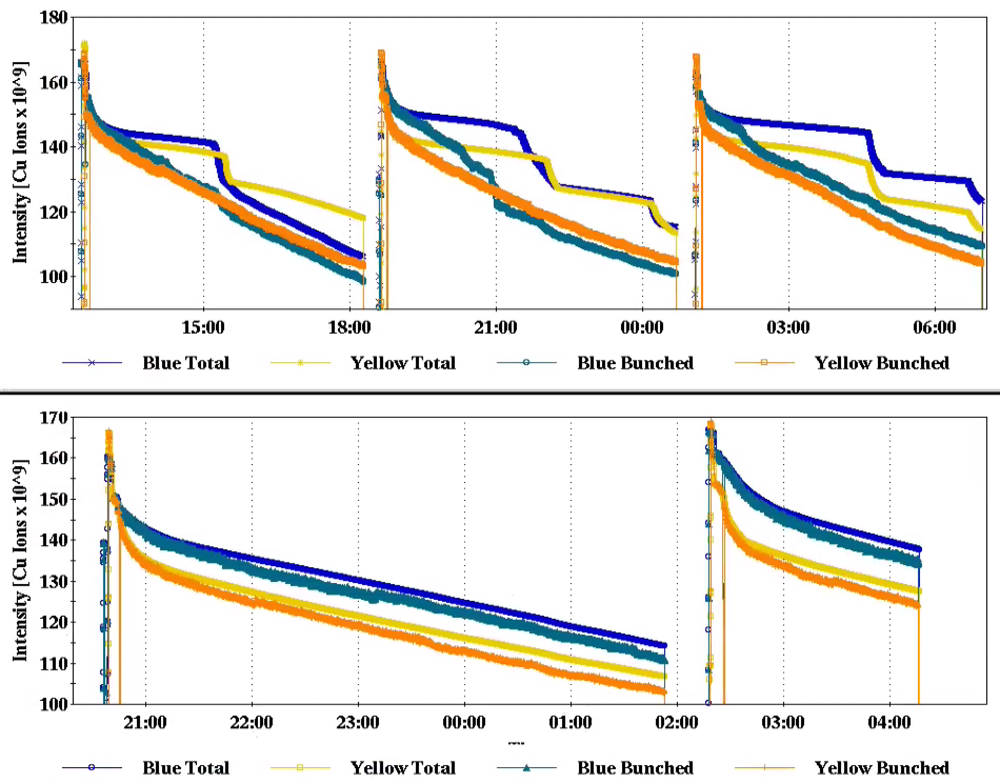 180
160
140
120
100
Intensity [Cu Ions x 10^9]
15:00 18:00 21:00 00:00 03:00 06:00
Blue Total Yellow Total Blue Bunched Yellow Bunched
170
160
150
140
130
120
110
100
Intensity [Cu Ions x 10^9]
21:00 22:00 23:00 00:00 01:00 02:00 03:00 04:00
Blue Total Yellow Total Blue Bunched Yellow Bunched